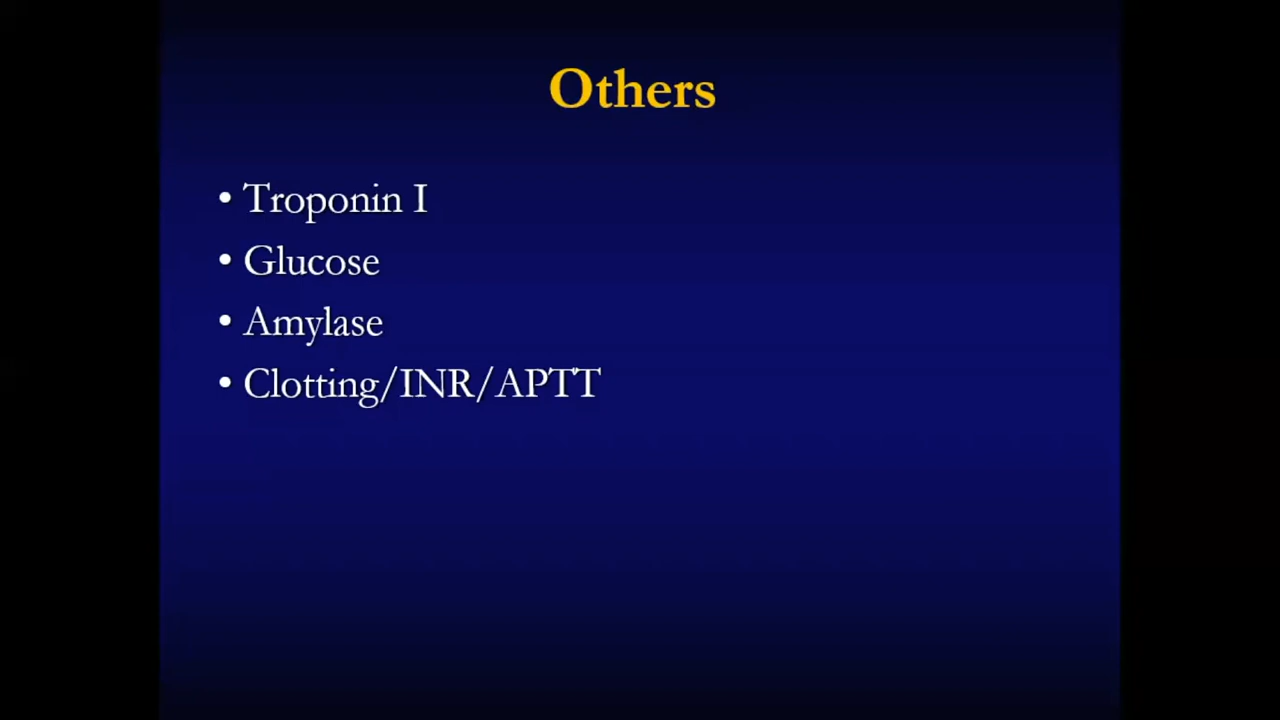 Others
• Troponin I
• Glucose
• Amylase
• Clotting/INR/APTT